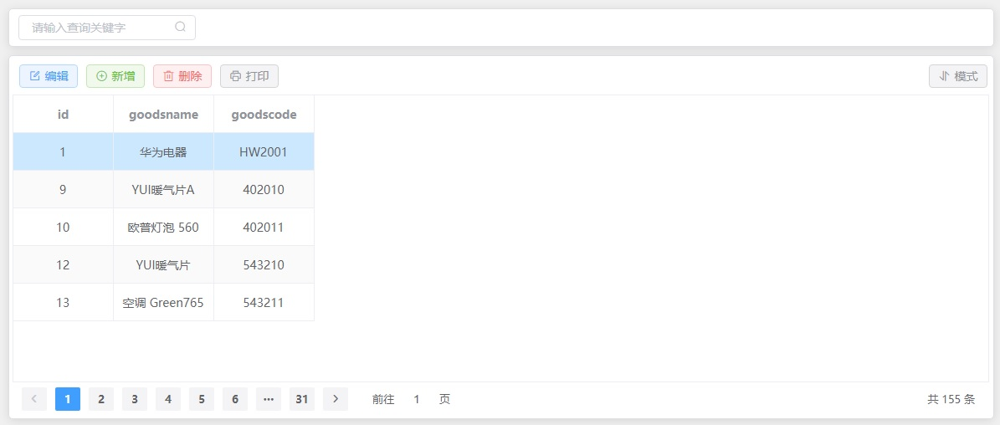 请输入查询关键字
编辑 新增 删除 打印 模式
id goodsname goodscode
1 华为电器 HW2001
9 YUI暖气片A 402010
10 欧普灯泡 560 402011
12 YUI暖气片 543210
13 空调 Green765 543211
1 2 3 4 5 6 ··· 31 前往 1 页 共 155 条